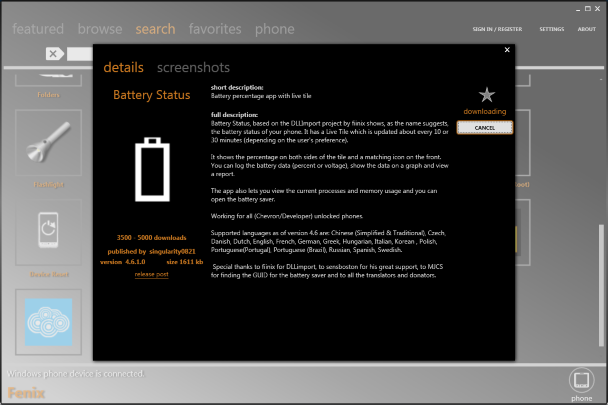 featured browse search favorites phone
SIGN IN / REGISTER SETTINGS ABOUT
details screenshots
Battery Status
short description:
Battery percentage app with live tile
full description:
Battery Status, based on the DLLImport project by fiinix shows, as the name suggests,
the battery status of your phone. It has a Live Tile which is updated about every 10 or
30 minutes (depending on the user's preference).
It shows the percentage on both sides of the tile and a matching icon on the front.
You can log the battery data (percent or voltage), show the data on a graph and view
a report.
The app also lets you view the current processes and memory usage and you can
open the battery saver.
Working for all (Chevron/Developer) unlocked phones.
Supported languages as of version 4.6 are: Chinese (Simplified & Traditional), Czech,
Danish, Dutch, English, French, German, Greek, Hungarian, Italian, Korean , Polish,
Portuguese(Portugal), Portuguese (Brazil), Russian, Spanish, Swedish.
Special thanks to fiinix for DLLImport, to sensboston for his great support, to MJCS
for finding the GUID for the battery saver and to all the translators and donators.
downloading
CANCEL
3500 - 5000 downloads
published by singularity0821
version 4.6.1.0 size 1611 kb
release post
Folders
Flashlight
Device Reset
oot)
Windows phone device is connected.
Fenix
phone